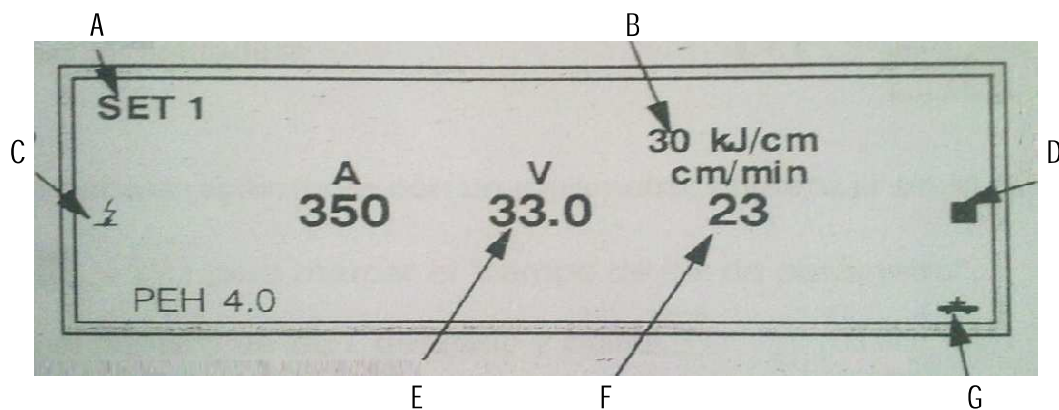 A B
SET 1
30 kJ/cm
C D
A V cm/min
350 33.0 23
PEH 4.0
E F G